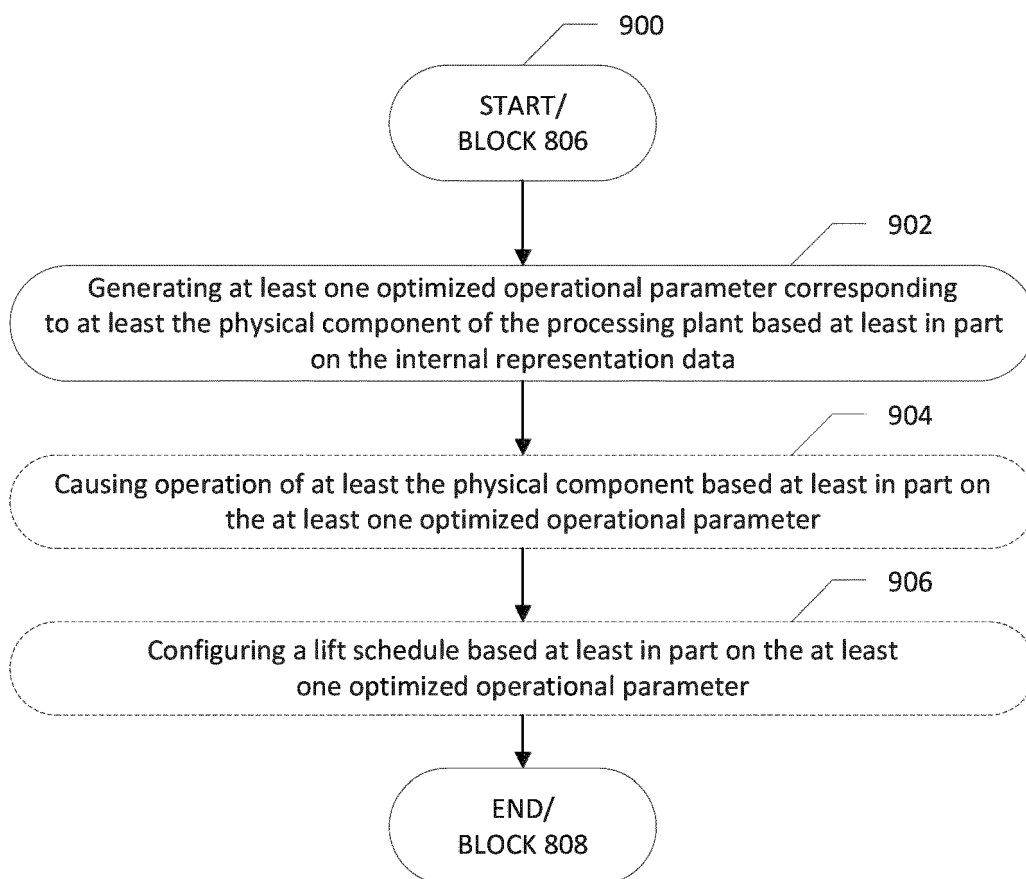 900
START/
BLOCK 806
902
Generating at least one optimized operational parameter corresponding
to at least the physical component of the processing plant based at least in part
on the internal representation data
904
Causing operation of at least the physical component based at least in part on
the at least one optimized operational parameter
906
Configuring a lift schedule based at least in part on the at least
one optimized operational parameter
END/
BLOCK 808